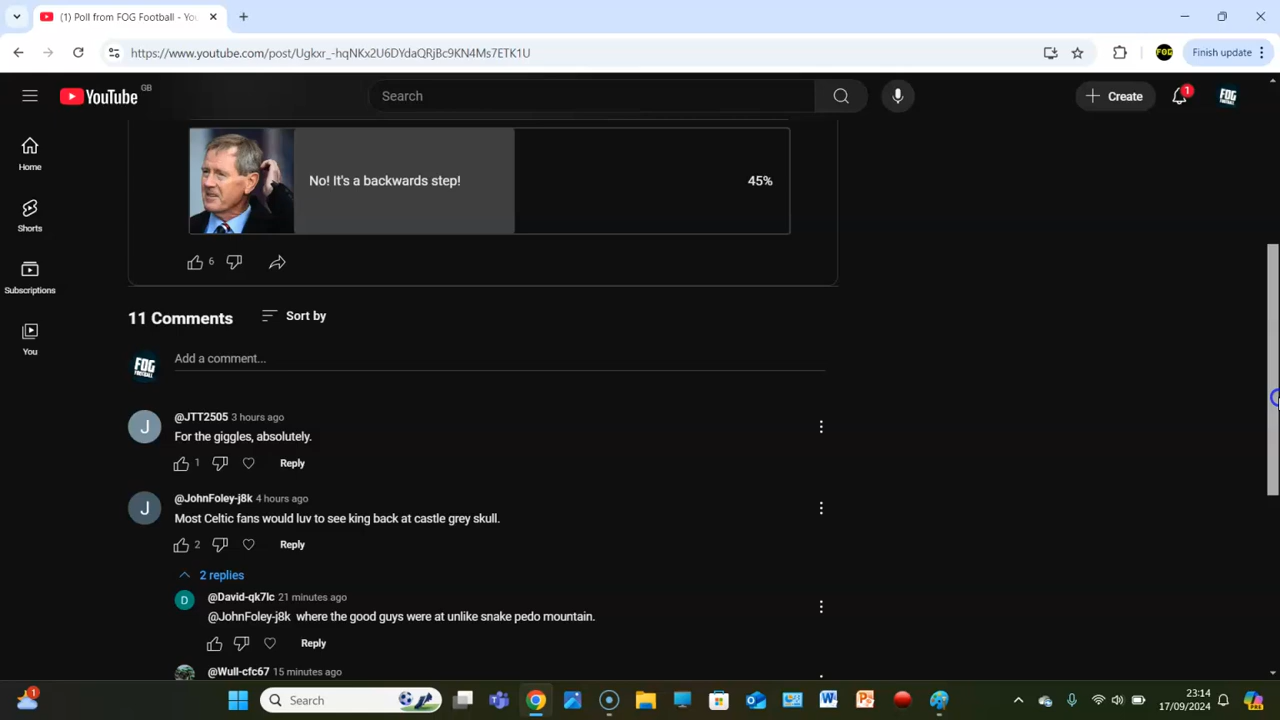 (1) Poll from FOG Football - You
https://www.youtube.com/post/Ugkxr_-hqNKx2U6DYdaQRjBc9KN4Ms7ETK1U
Finish update
YouTube GB
Search
Create
1
FOG
Home
Shorts
Subscriptions
You
No! It's a backwards step!
45%
6
11 Comments
Sort by
Add a comment...
@JTT2505 3 hours ago
For the giggles, absolutely.
1
Reply
@JohnFoley-j8k 4 hours ago
Most Celtic fans would luv to see king back at castle grey skull.
2
Reply
2 replies
@David-qk7lc 21 minutes ago
@JohnFoley-j8k where the good guys were at unlike snake pedo mountain.
Reply
@Wull-cfc67 15 minutes ago
Search
23:14
17/09/2024